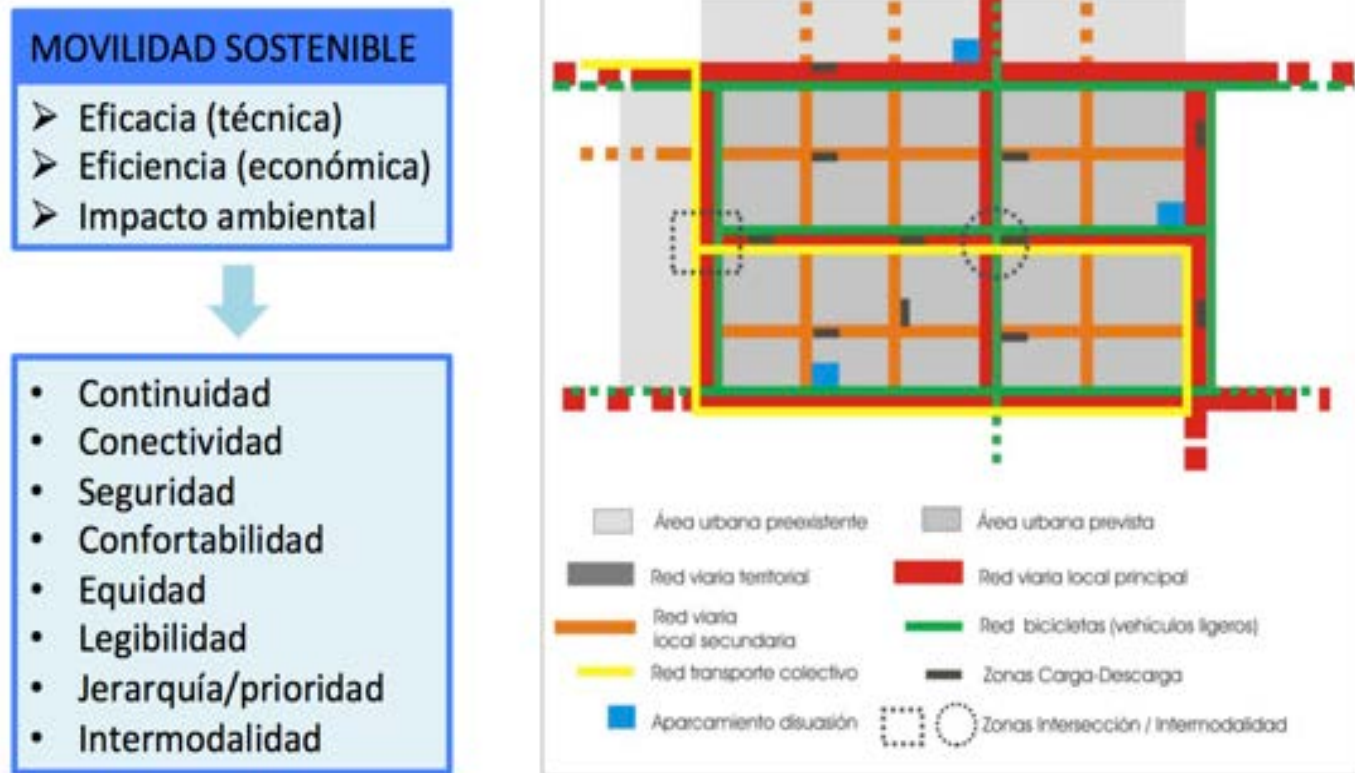 MOVILIDAD SOSTENIBLE
➢ Eficacia (técnica)
➢ Eficiencia (económica)
➢ Impacto ambiental
• Continuidad
• Conectividad
• Seguridad
• Confortabilidad
• Equidad
• Legibilidad
• Jerarquía/prioridad
• Intermodalidad
Área urbana preexistente
Área urbana prevista
Red viaria territorial
Red viaria local principal
Red viaria
local secundaria
Red bicicletas (vehículos ligeros)
Red transporte colectivo
Zonas Carga-Descarga
Aparcamiento disuasión
Zonas Intersección / Intermodalidad